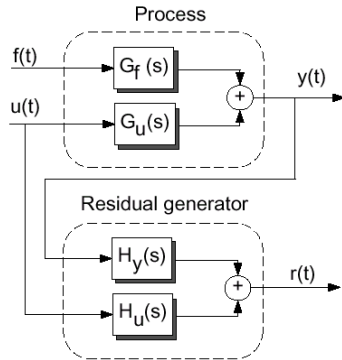 Process
f(t)
G_f(s)
+
y(t)
u(t)
G_u(s)
Residual generator
H_y(s)
+
r(t)
H_u(s)